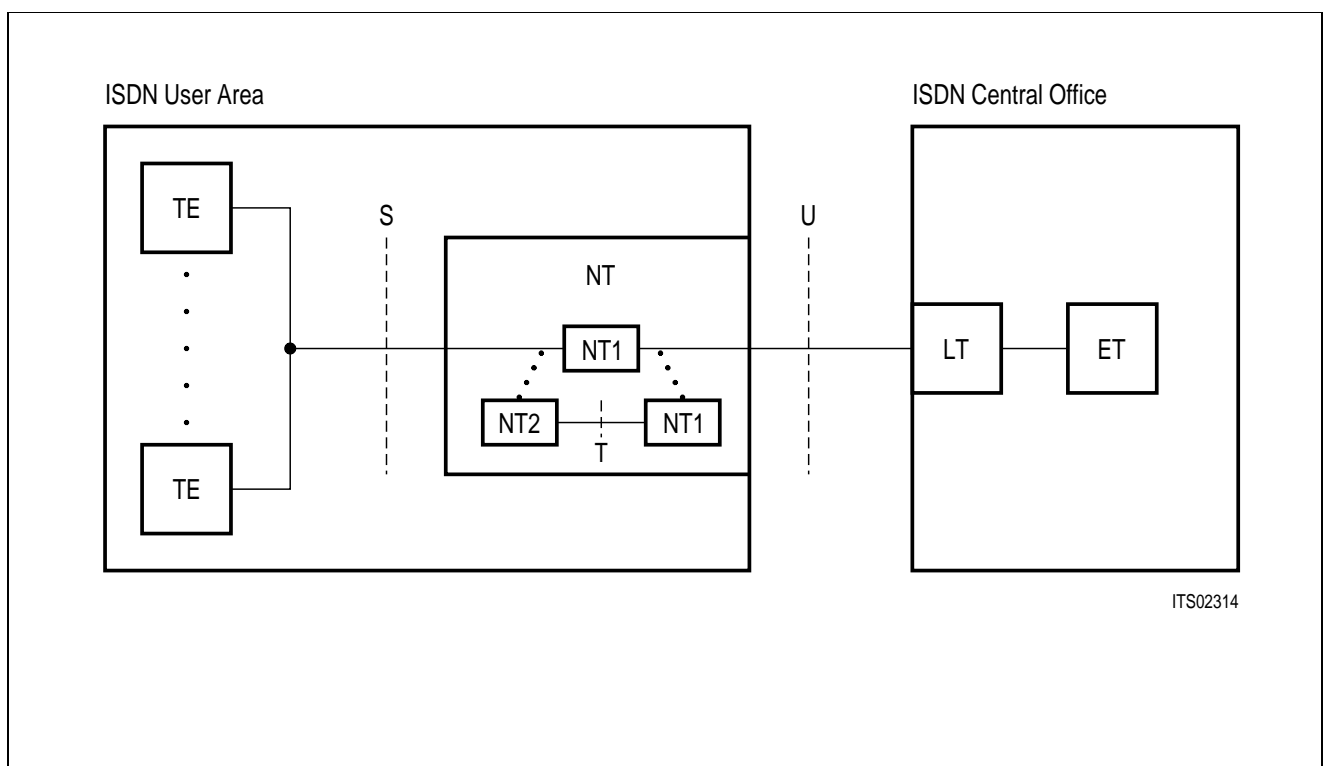 ISDN User Area
ISDN Central Office
TE
S
U
NT
NT1
LT
ET
NT2
NT1
T
TE
ITS02314